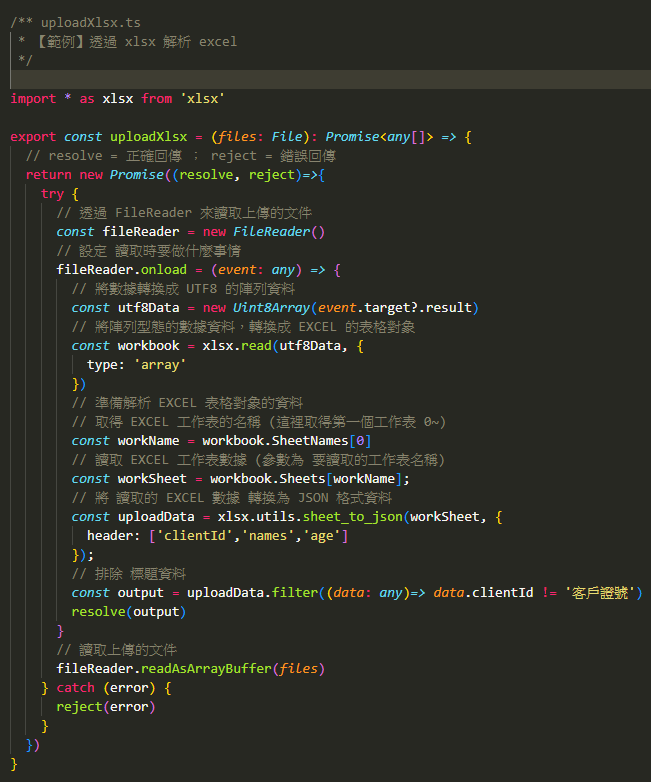 /** uploadXlsx.ts
 * 【範例】透過 xlsx 解析 excel
 */
import * as xlsx from 'xlsx'
export const uploadXlsx = (files: File): Promise<any[]> => {
  // resolve = 正確回傳 ； reject = 錯誤回傳
  return new Promise((resolve, reject)=>{
    try {
      // 透過 FileReader 來讀取上傳的文件
      const fileReader = new FileReader()
      // 設定 讀取時要做什麼事情
      fileReader.onload = (event: any) => {
        // 將數據轉換成 UTF8 的陣列資料
        const utf8Data = new Uint8Array(event.target?.result)
        // 將陣列型態的數據資料，轉換成 EXCEL 的表格對象
        const workbook = xlsx.read(utf8Data, {
          type: 'array'
        })
        // 準備解析 EXCEL 表格對象的資料
        // 取得 EXCEL 工作表的名稱 (這裡取得第一個工作表 0~)
        const workName = workbook.SheetNames[0]
        // 讀取 EXCEL 工作表數據 (參數為 要讀取的工作表名稱)
        const workSheet = workbook.Sheets[workName];
        // 將 讀取的 EXCEL 數據 轉換為 JSON 格式資料
        const uploadData = xlsx.utils.sheet_to_json(workSheet, {
          header: ['clientId','names','age']
        });
        // 排除 標題資料
        const output = uploadData.filter((data: any)=> data.clientId != '客戶證號')
        resolve(output)
      }
      // 讀取上傳的文件
      fileReader.readAsArrayBuffer(files)
    } catch (error) {
      reject(error)
    }
  })
}